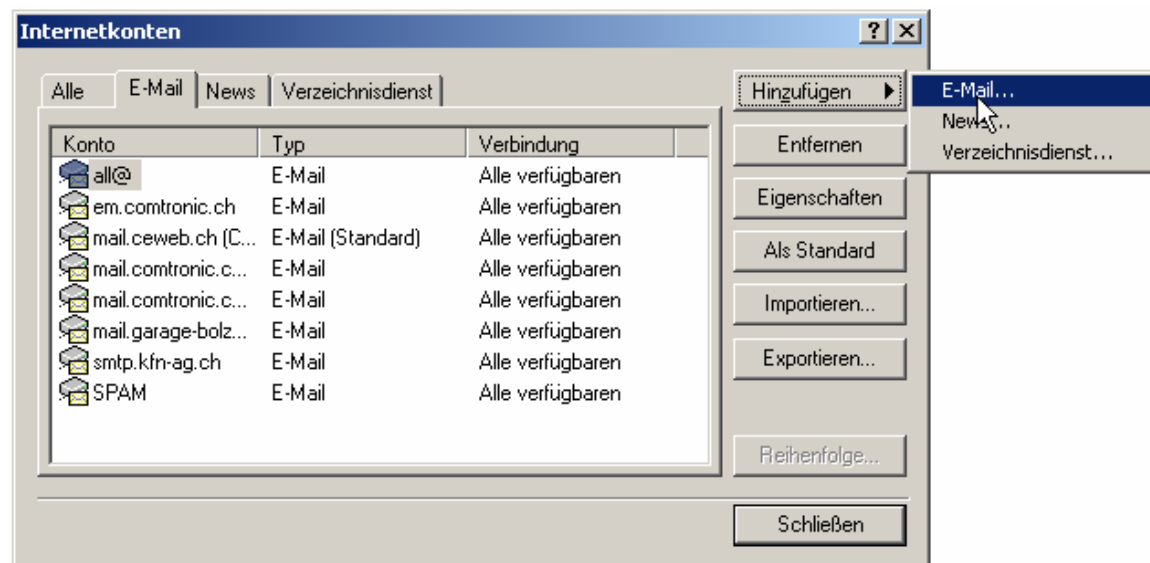 Internetkonten
Alle E-Mail News Verzeichnisdienst
Konto Typ Verbindung
all@ E-Mail Alle verfügbaren
em.comtronic.ch E-Mail Alle verfügbaren
mail.ceweb.ch (C... E-Mail (Standard) Alle verfügbaren
mail.comtronic.c... E-Mail Alle verfügbaren
mail.comtronic.c... E-Mail Alle verfügbaren
mail.garage-bolz... E-Mail Alle verfügbaren
smtp.kfn-ag.ch E-Mail Alle verfügbaren
SPAM E-Mail Alle verfügbaren
Hinzufügen
Entfernen
Eigenschaften
Als Standard
Importieren...
Exportieren...
Reihenfolge...
Schließen
E-Mail...
News...
Verzeichnisdienst...